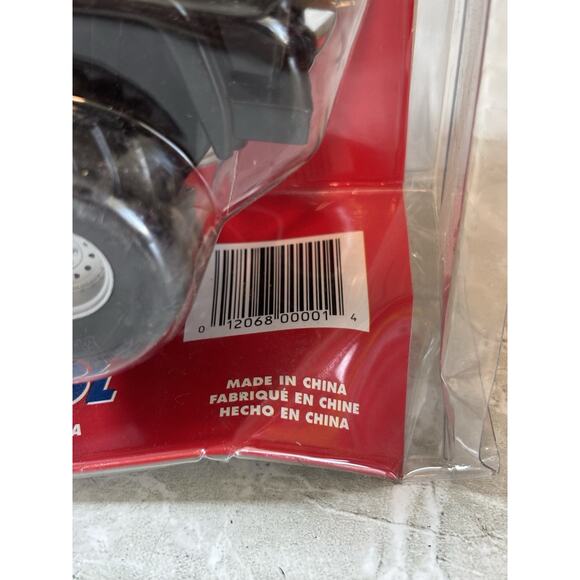 0 12068 00001 4
MADE IN CHINA
FABRIQUÉ EN CHINE
HECHO EN CHINA